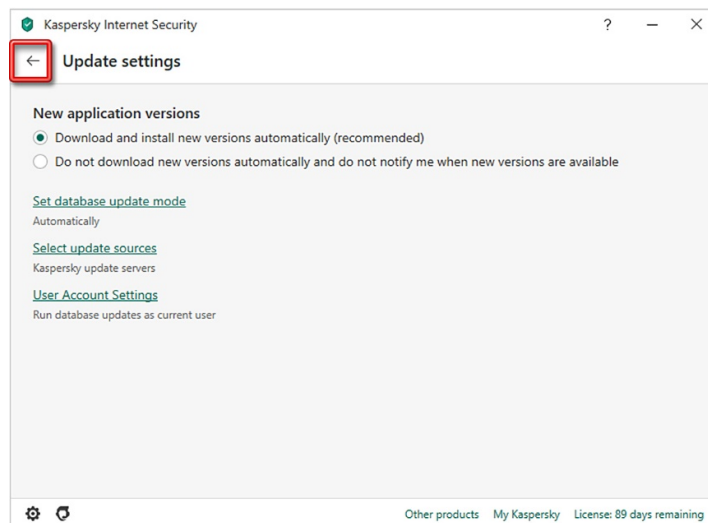 Kaspersky Internet Security
?
Update settings
New application versions
Download and install new versions automatically (recommended)
Do not download new versions automatically and do not notify me when new versions are available
Set database update mode
Automatically
Select update sources
Kaspersky update servers
User Account Settings
Run database updates as current user
Other products My Kaspersky License: 89 days remaining